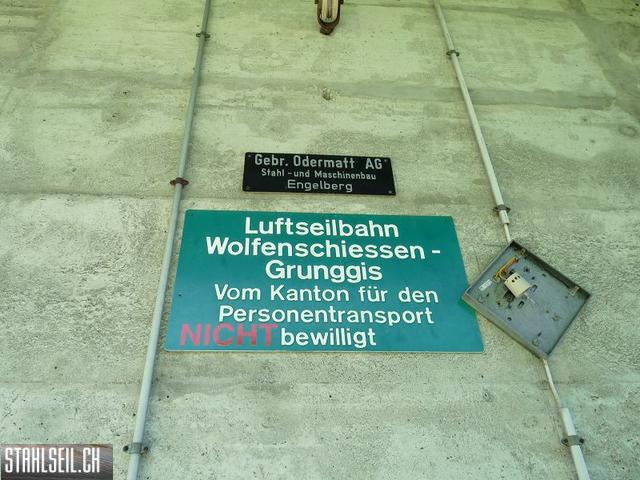 Gebr. Odermatt AG
Stahl-und Maschinenbau
Engelberg
Luftseilbahn
Wolfenschiessen -
Grunggis
Vom Kanton für den
Personentransport
NICHT bewilligt
STAHLSEIL.CH